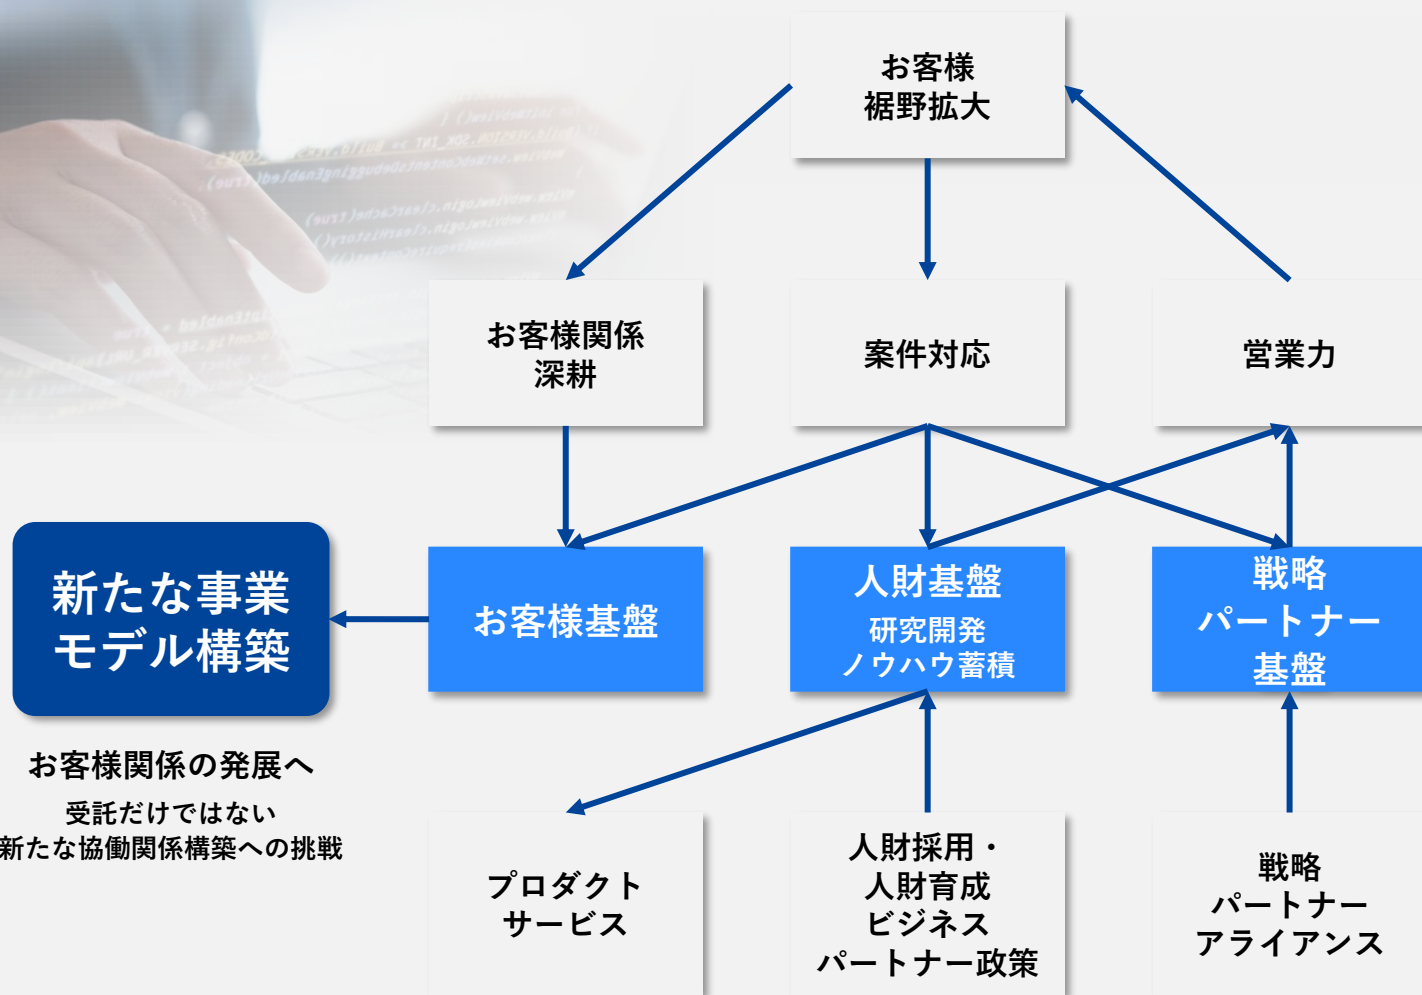 お客様
裾野拡大
お客様関係
深耕
案件対応
営業力
新たな事業
モデル構築
お客様基盤
人財基盤
研究開発
ノウハウ蓄積
戦略
パートナー
基盤
お客様関係の発展へ
受託だけではない
新たな協働関係構築への挑戦
プロダクト
サービス
人財採用・
人財育成
ビジネス
パートナー政策
戦略
パートナー
アライアンス